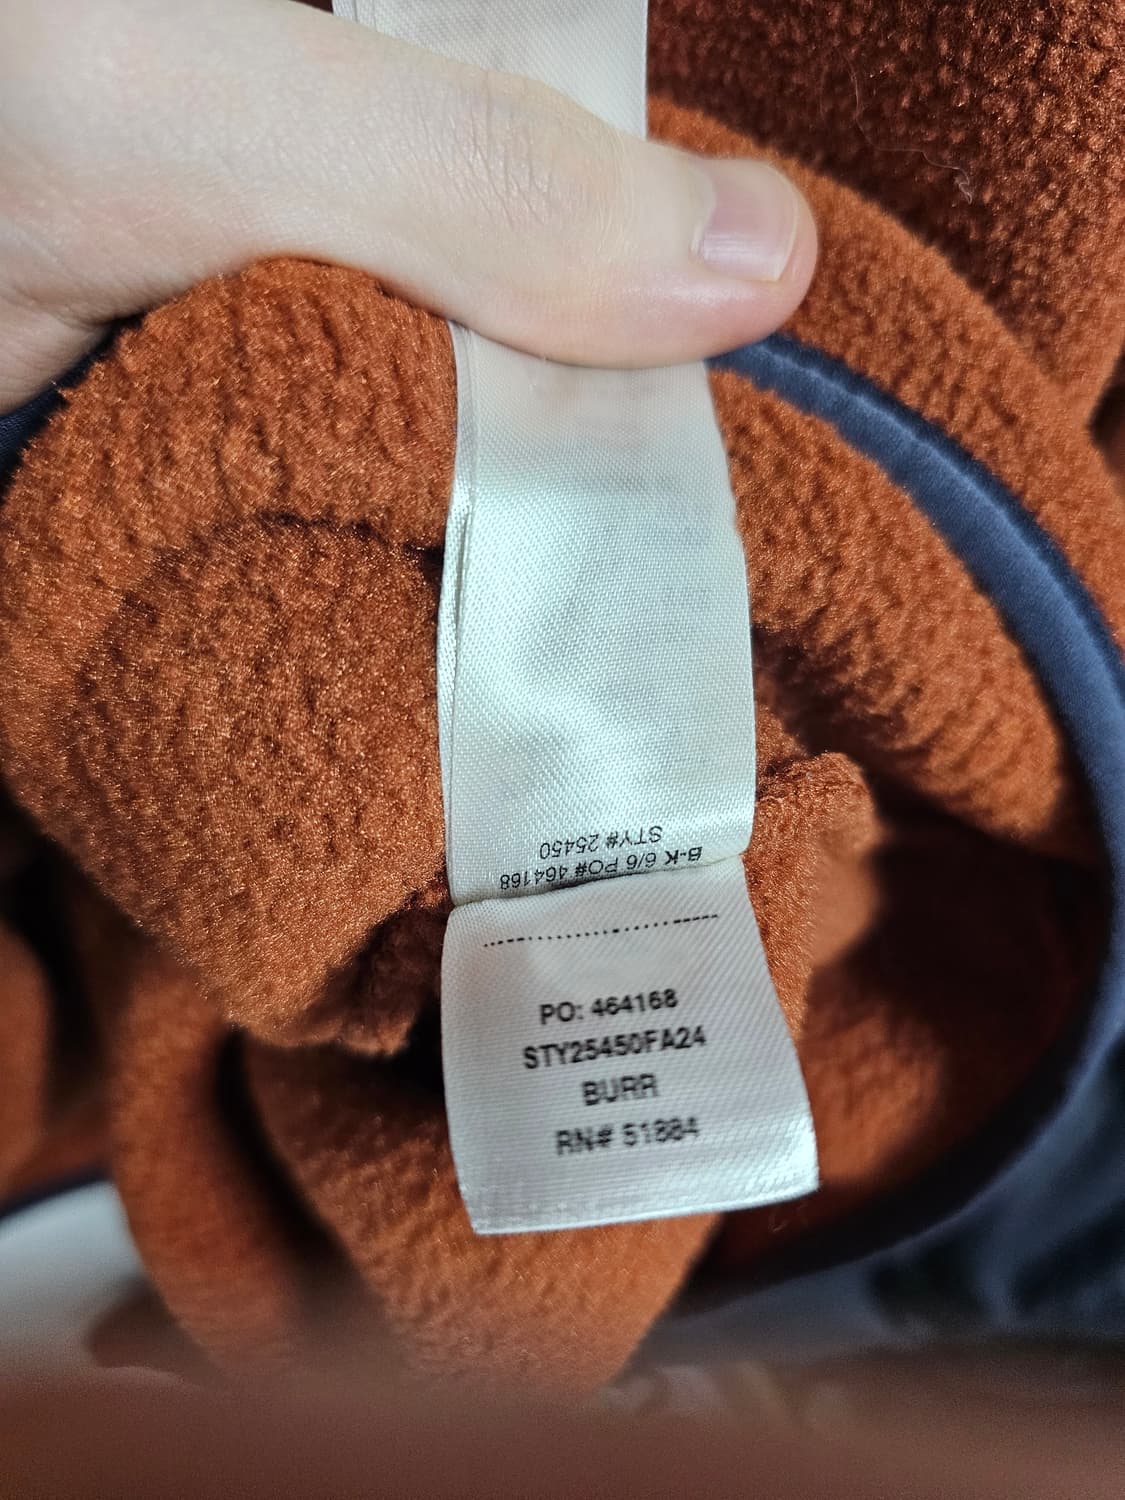 B-K 6/6 PO# 464168
STY# 25450
PO: 464168
STY25450FA24
BURR
RN# 51884